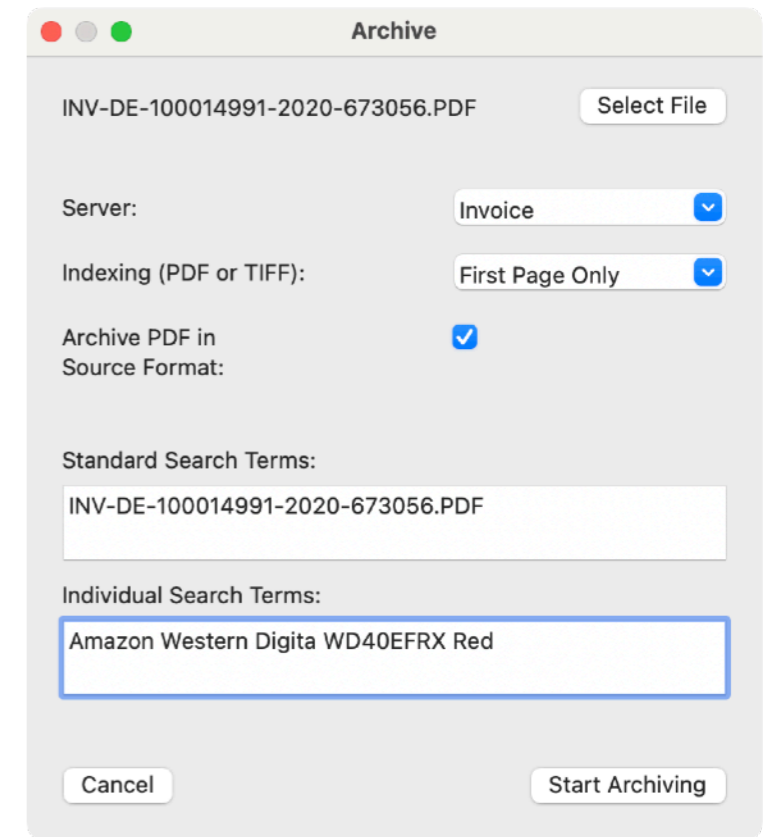 Archive
INV-DE-100014991-2020-673056.PDF Select File
Server: Invoice
Indexing (PDF or TIFF): First Page Only
Archive PDF in
Source Format:
Standard Search Terms:
INV-DE-100014991-2020-673056.PDF
Individual Search Terms:
Amazon Western Digita WD40EFRX Red
Cancel Start Archiving